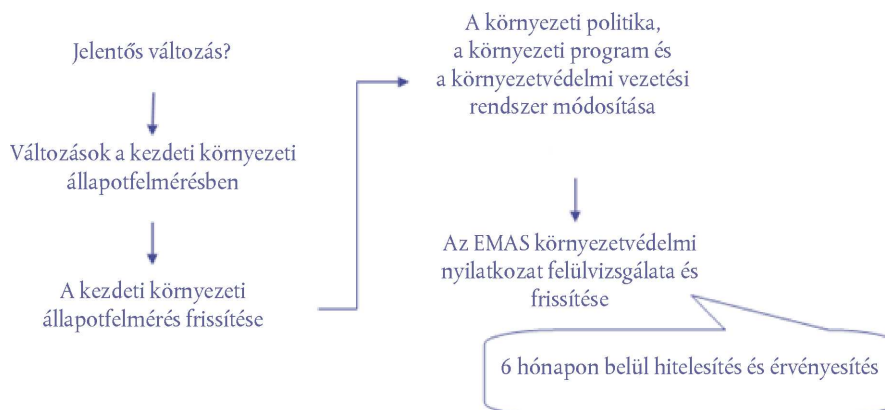 Jelentős változás?
Változások a kezdeti környezeti
állapotfelmérésben
A kezdeti környezeti
állapotfelmérés frissítése
A környezeti politika,
a környezeti program és
a környezetvédelmi vezetési
rendszer módosítása
Az EMAS környezetvédelmi
nyilatkozat felülvizsgálata és
frissítése
6 hónapon belül hitelesítés és érvényesítés